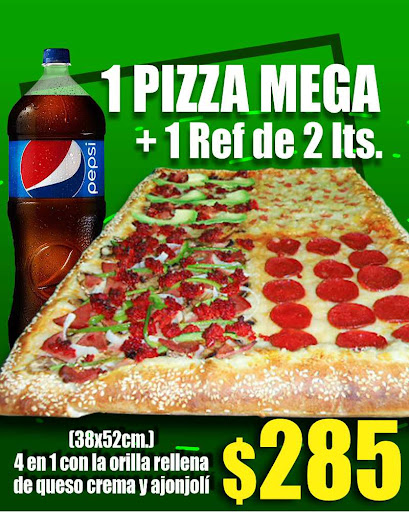 1 PIZZA MEGA
+ 1 Ref de 2 lts.
pepsi
(38x52cm.)
4 en 1 con la orilla rellena
de queso crema y ajonjolí
$285